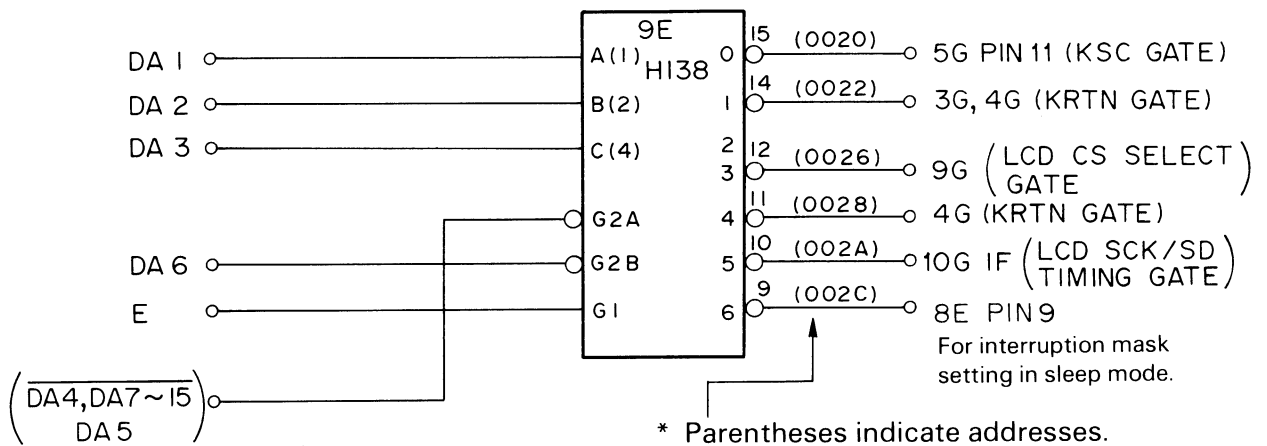 9E
H138
DA 1
DA 2
DA 3
DA 6
E
(DA4, DA7~15
DA5)
A(1)
B(2)
C(4)
G2A
G2B
G1
0 15 (0020) 5G PIN 11 (KSC GATE)
1 14 (0022) 3G, 4G (KRTN GATE)
2
3 12 (0026) 9G (LCD CS SELECT
GATE)
4 11 (0028) 4G (KRTN GATE)
5 10 (002A) 10G IF (LCD SCK/SD
TIMING GATE)
6 9 (002C) 8E PIN 9
For interruption mask
setting in sleep mode.
* Parentheses indicate addresses.